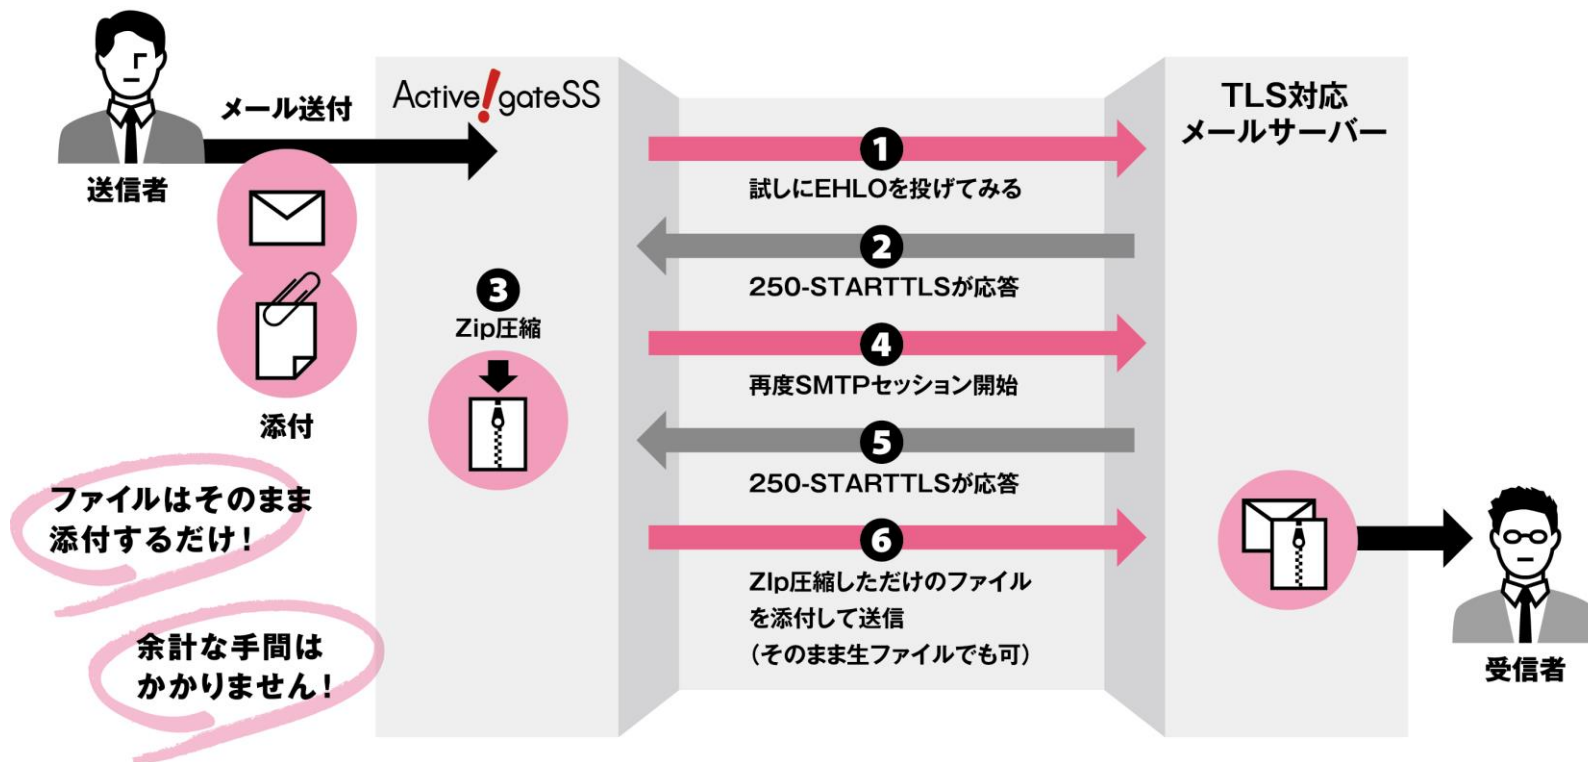 メール送付
送信者
添付
ファイルはそのまま
添付するだけ!
余計な手間は
かかりません!
Active!gateSS
3
Zip圧縮
1
試しにEHLOを投げてみる
2
250-STARTTLSが応答
4
再度SMTPセッション開始
5
250-STARTTLSが応答
6
ZIp圧縮しただけのファイル
を添付して送信
(そのまま生ファイルでも可)
TLS対応
メールサーバー
受信者